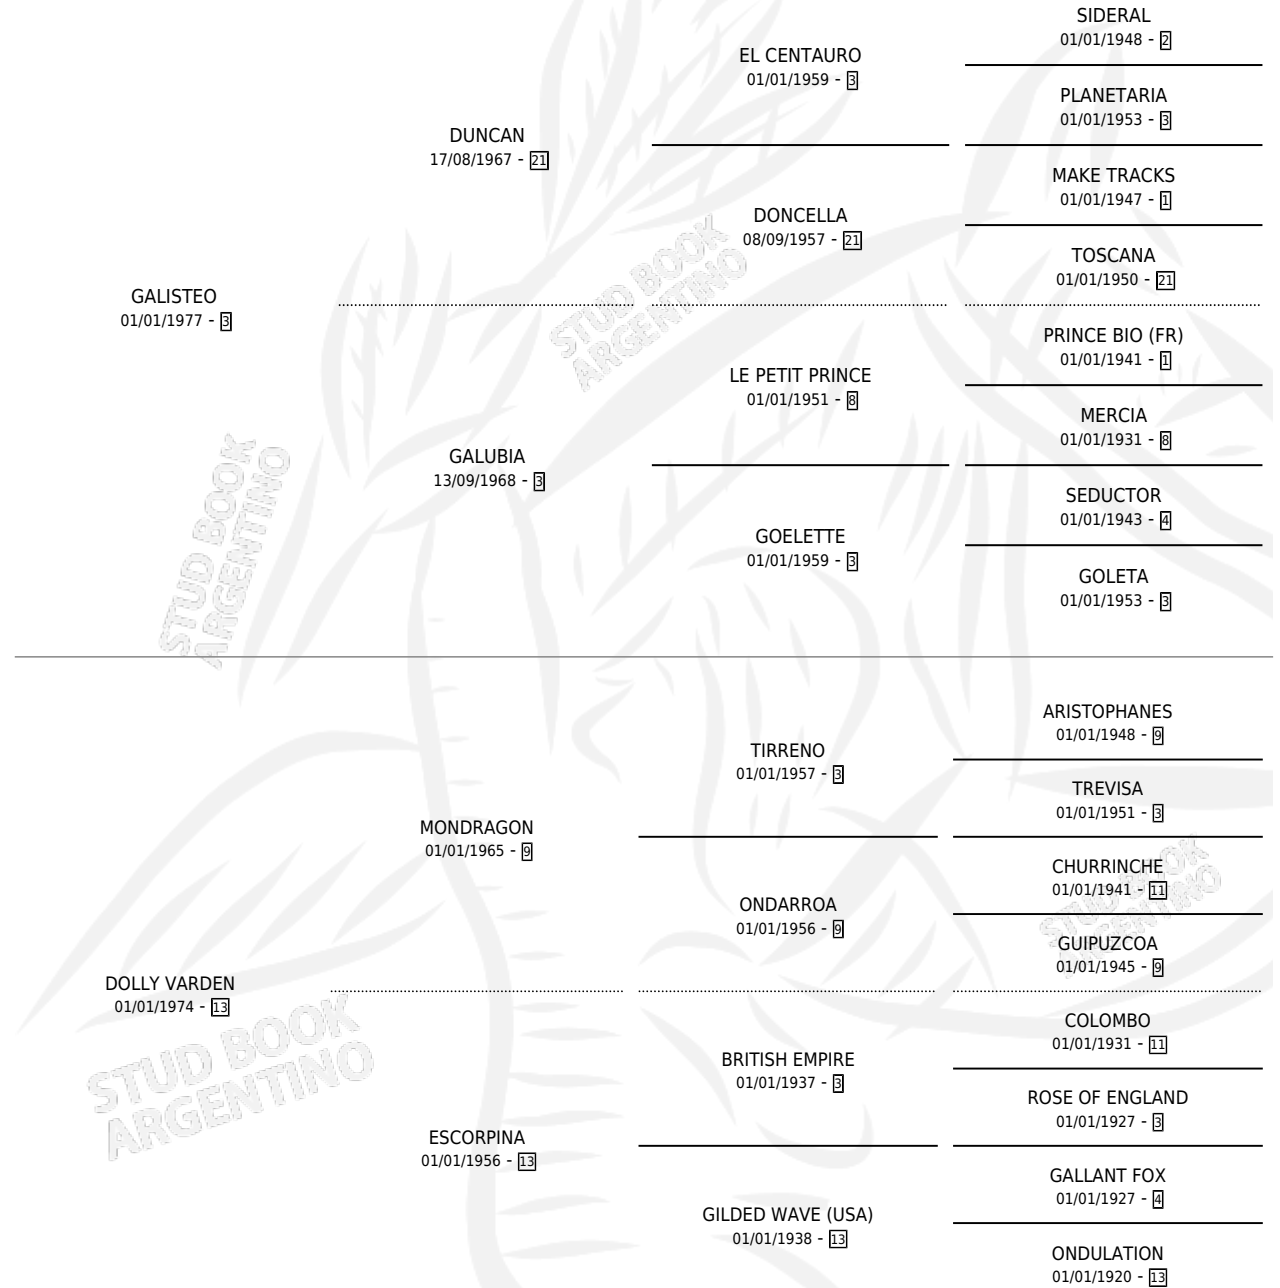 SIDERAL
01/01/1948 - 2
EL CENTAURO
01/01/1959 - 3
PLANETARIA
01/01/1953 - 3
DUNCAN
17/08/1967 - 21
MAKE TRACKS
01/01/1947 - 1
DONCELLA
08/09/1957 - 21
TOSCANA
01/01/1950 - 21
GALISTEO
01/01/1977 - 3
STUD BOOK
ARGENTINO
PRINCE BIO (FR)
01/01/1941 - 1
LE PETIT PRINCE
01/01/1951 - 8
MERCIA
01/01/1931 - 8
GALUBIA
13/09/1968 - 3
SEDUCTOR
01/01/1943 - 4
GOELETTE
01/01/1959 - 3
GOLETA
01/01/1953 - 3
STUD BOOK
ARGENTINO
ARISTOPHANES
01/01/1948 - 9
TIRRENO
01/01/1957 - 3
TREVISA
01/01/1951 - 3
MONDRAGON
01/01/1965 - 9
CHURRINCHE
01/01/1941 - 11
ONDARROA
01/01/1956 - 9
GUIPUZCOA
01/01/1945 - 9
STUD BOOK
ARGENTINO
DOLLY VARDEN
01/01/1974 - 13
COLOMBO
01/01/1931 - 11
BRITISH EMPIRE
01/01/1937 - 3
ROSE OF ENGLAND
01/01/1927 - 3
STUD BOOK
ARGENTINO
ESCORPINA
01/01/1956 - 13
GALLANT FOX
01/01/1927 - 4
GILDED WAVE (USA)
01/01/1938 - 13
ONDULATION
01/01/1920 - 13